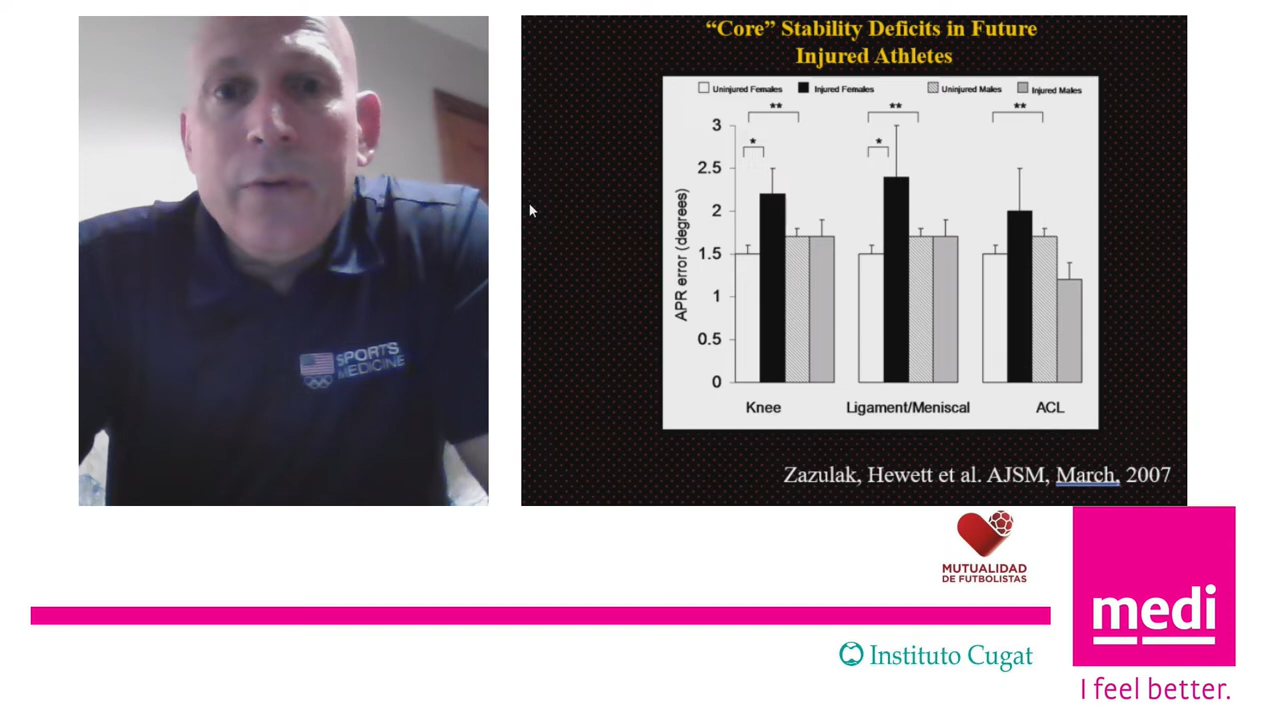 SPORTS
MEDICINE
“Core” Stability Deficits in Future
Injured Athletes
Uninjured Females
Injured Females
Uninjured Males
Injured Males
**
**
**
*
*
3
2.5
2
1.5
1
0.5
0
APR error (degrees)
Knee
Ligament/Meniscal
ACL
Zazulak, Hewett et al. AJSM, March, 2007
MUTUALIDAD
DE FUTBOLISTAS
medi
Instituto Cugat
I feel better.